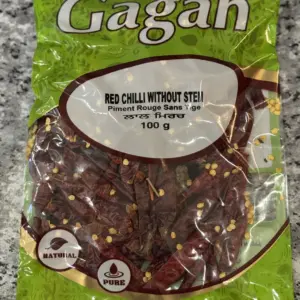 Gagan
RED CHILLI WITHOUT STEM
Piment Rouge Sans Tige
ਲਾਲ ਮਿਰਚ
100 g
NATURAL
PURE